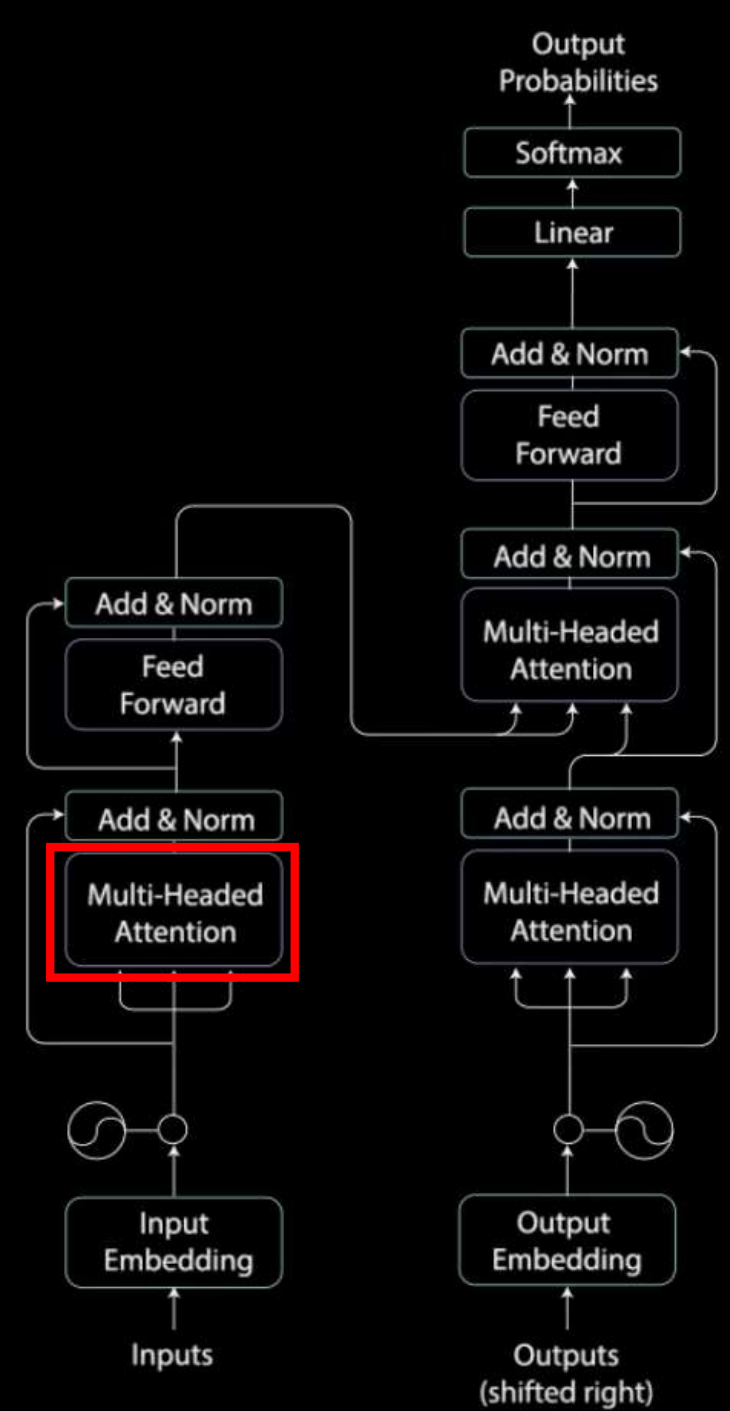 Output
Probabilities
Softmax
Linear
Add & Norm
Feed
Forward
Add & Norm
Multi-Headed
Attention
Add & Norm
Multi-Headed
Attention
Add & Norm
Feed
Forward
Add & Norm
Multi-Headed
Attention
Input
Embedding
Inputs
Output
Embedding
Outputs
(shifted right)